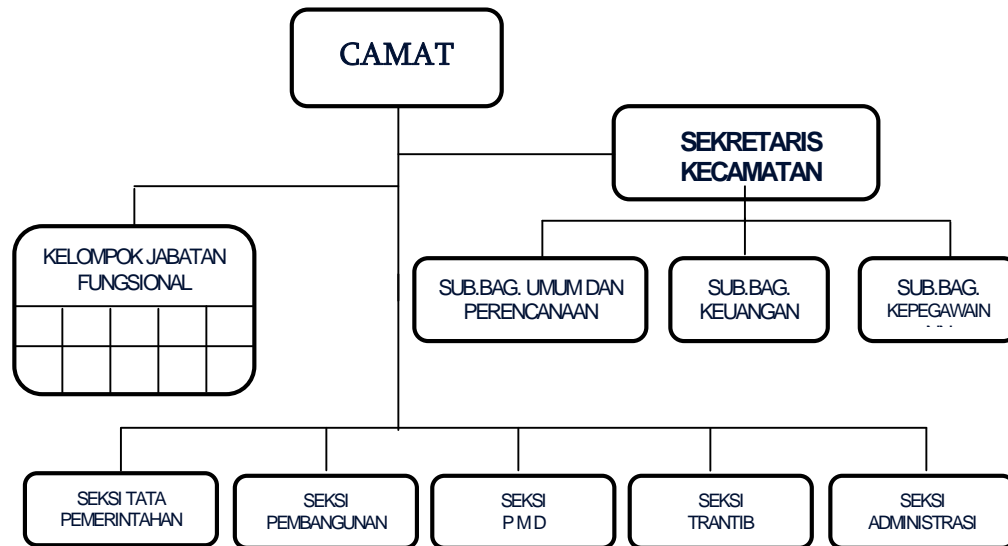 CAMAT
SEKRETARIS
KECAMATAN
KELOMPOK JABATAN
FUNGSIONAL
SUB.BAG. UMUM DAN
PERENCANAAN
SUB.BAG.
KEUANGAN
SUB.BAG.
KEPEGAWAIN
SEKSI TATA
PEMERINTAHAN
SEKSI
PEMBANGUNAN
SEKSI
P M D
SEKSI
TRANTIB
SEKSI
ADMINISTRASI